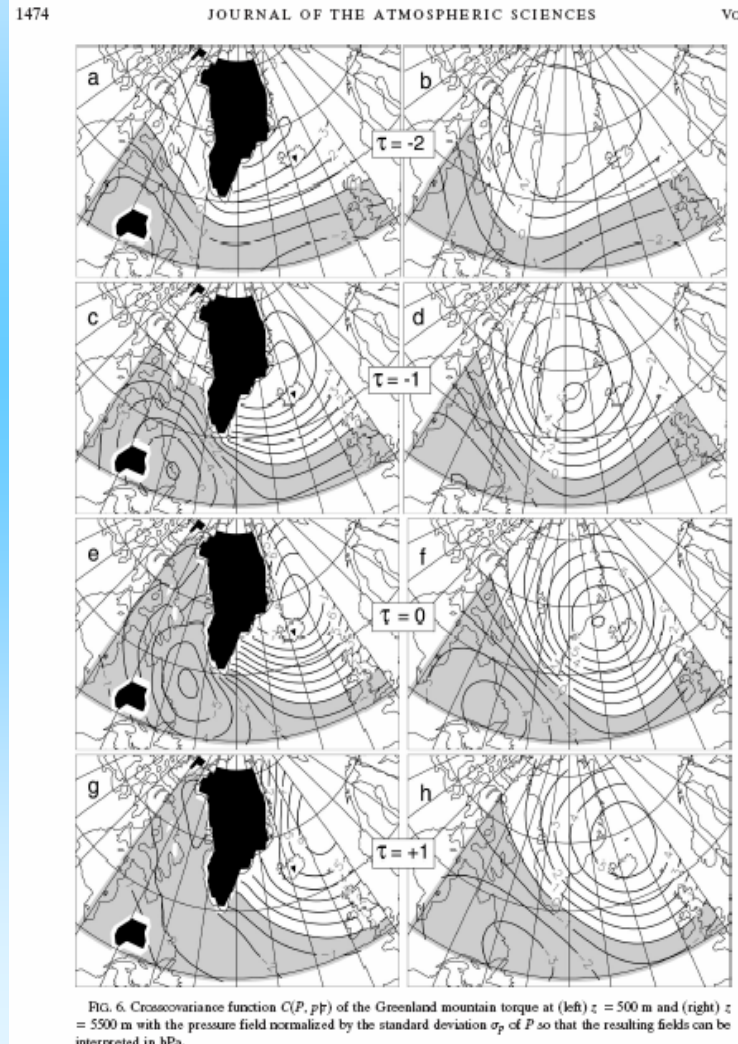 1474 JOURNAL OF THE ATMOSPHERIC SCIENCES Vo
a
b
τ = -2
c
d
τ = -1
e
f
τ = 0
g
h
τ = +1
FIG. 6. Crosscovariance function C(P, p|τ) of the Greenland mountain torque at (left) z = 500 m and (right) z
= 5500 m with the pressure field normalized by the standard deviation σP of P so that the resulting fields can be
interpreted in hPa.